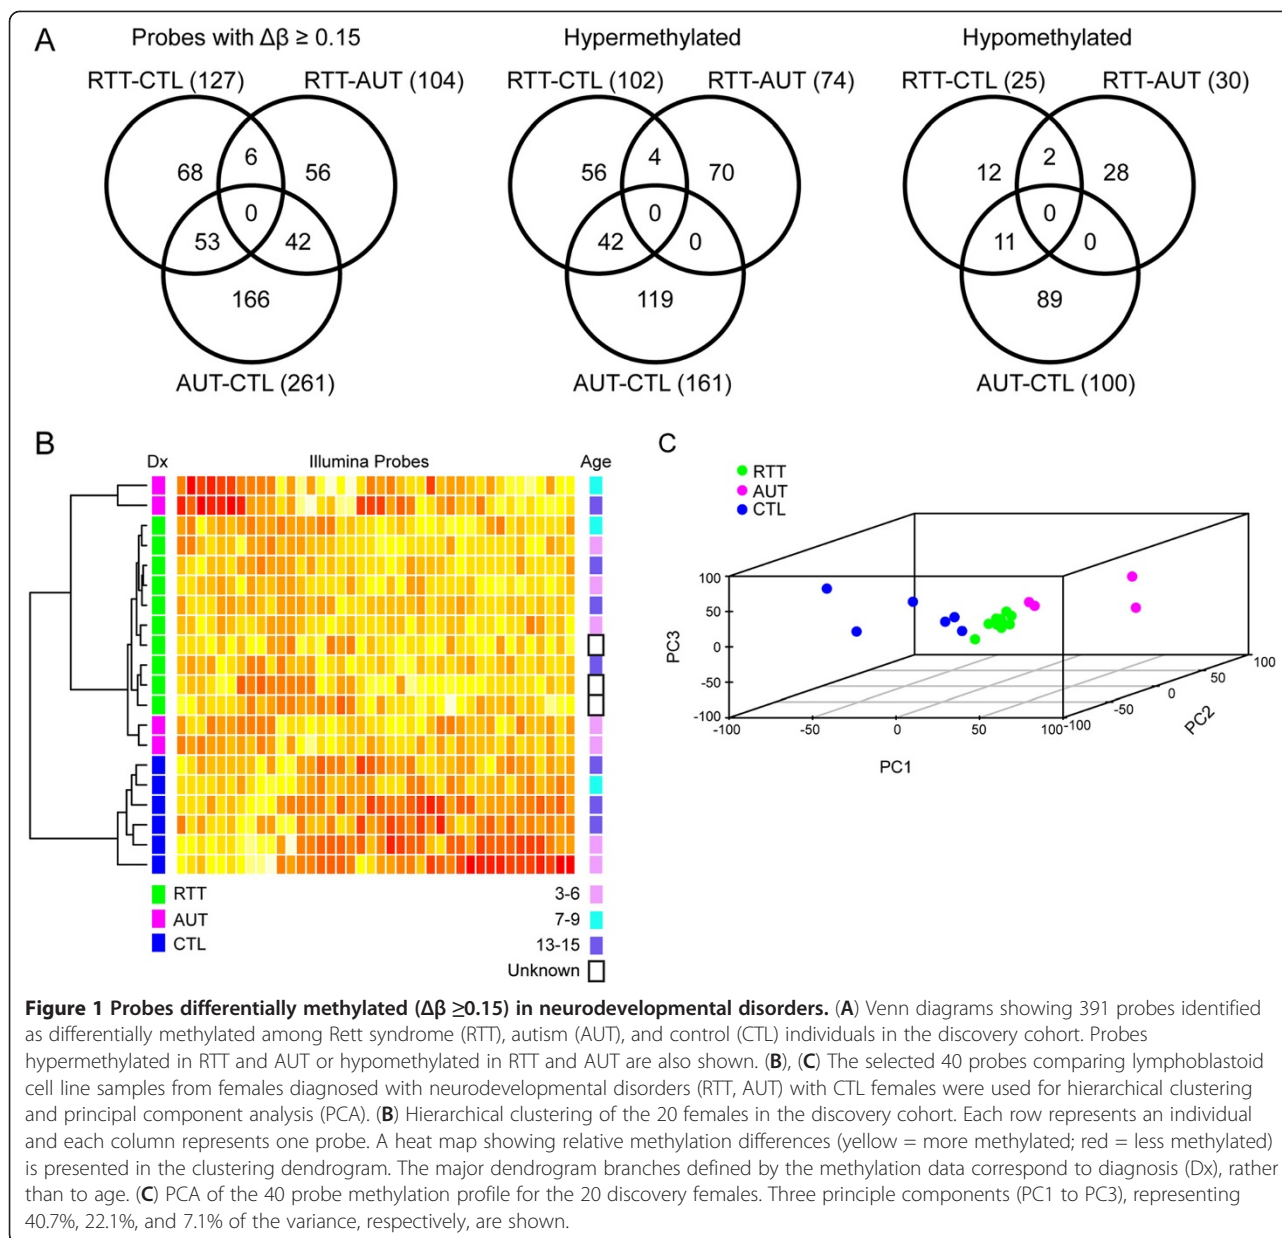 A
Probes with Δβ ≥ 0.15
RTT-CTL (127)
RTT-AUT (104)
68
6
56
0
53
42
166
AUT-CTL (261)
Hypermethylated
RTT-CTL (102)
RTT-AUT (74)
56
4
70
0
42
0
119
AUT-CTL (161)
Hypomethylated
RTT-CTL (25)
RTT-AUT (30)
12
2
28
0
11
0
89
AUT-CTL (100)
B
Dx
Illumina Probes
Age
RTT
AUT
CTL
3-6
7-9
13-15
Unknown
C
RTT
AUT
CTL
100
50
0
-50
-100
PC3
-100
-50
0
50
100
PC1
-100
-50
0
50
100
PC2
Figure 1 Probes differentially methylated (Δβ ≥0.15) in neurodevelopmental disorders. (A) Venn diagrams showing 391 probes identified
as differentially methylated among Rett syndrome (RTT), autism (AUT), and control (CTL) individuals in the discovery cohort. Probes
hypermethylated in RTT and AUT or hypomethylated in RTT and AUT are also shown. (B), (C) The selected 40 probes comparing lymphoblastoid
cell line samples from females diagnosed with neurodevelopmental disorders (RTT, AUT) with CTL females were used for hierarchical clustering
and principal component analysis (PCA). (B) Hierarchical clustering of the 20 females in the discovery cohort. Each row represents an individual
and each column represents one probe. A heat map showing relative methylation differences (yellow = more methylated; red = less methylated)
is presented in the clustering dendrogram. The major dendrogram branches defined by the methylation data correspond to diagnosis (Dx), rather
than to age. (C) PCA of the 40 probe methylation profile for the 20 discovery females. Three principle components (PC1 to PC3), representing
40.7%, 22.1%, and 7.1% of the variance, respectively, are shown.